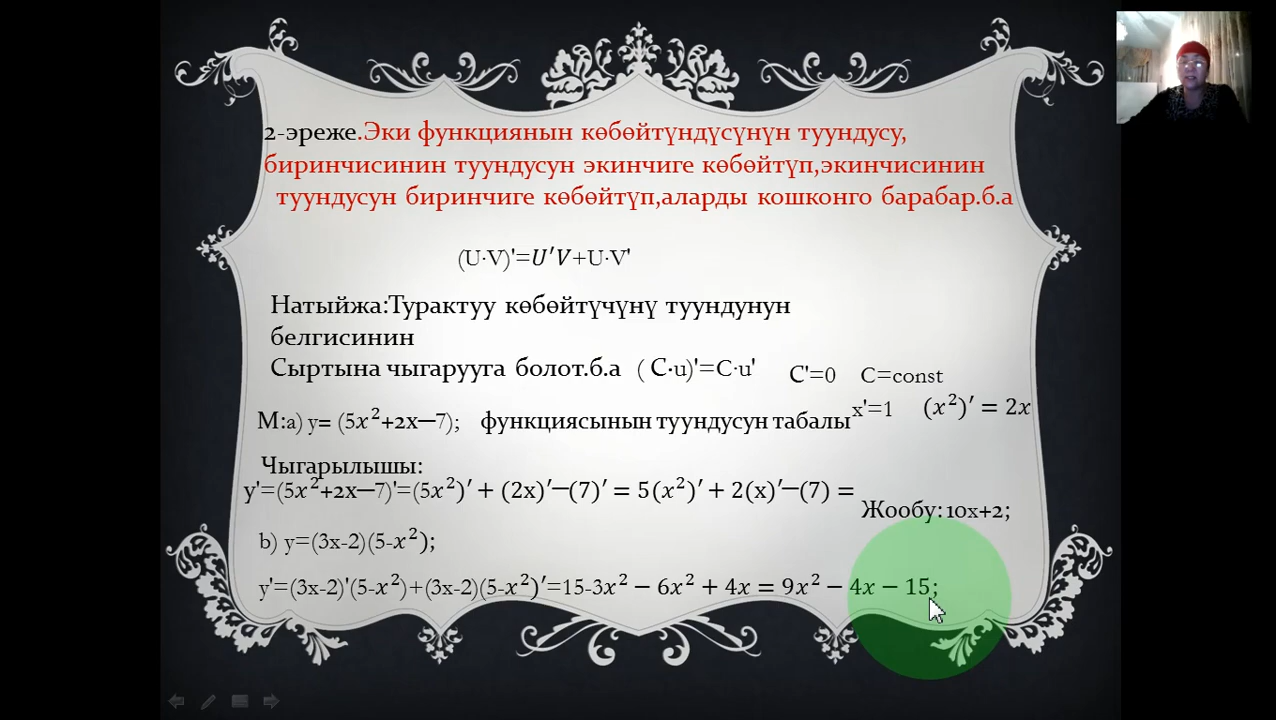 2-эреже.Эки функциянын көбөйтүндүсүнүн туундусу,
биринчисинин туундусун экинчиге көбөйтүп,экинчисинин
туундусун биринчиге көбөйтүп,аларды кошконго барабар.б.а
(U·V)'=U′V+U·V'
Натыйжа:Турактуу көбөйтүчүнү туундунун
белгисинин
Сыртына чыгарууга болот.б.а ( C·u)'=C·u' C'=0 C=const
x'=1 (x²)′ = 2x
М:а) y= (5x²+2x−7); функциясынын туундусун табалы
Чыгарылышы:
y'=(5x²+2x−7)'=(5x²)′ + (2x)′−(7)′ = 5(x²)′ + 2(x)′−(7) =
Жообу: 10x+2;
b) y=(3x-2)(5-x²);
y'=(3x-2)'(5-x²)+(3x-2)(5-x²)′=15-3x² − 6x² + 4x = 9x² − 4x − 15;